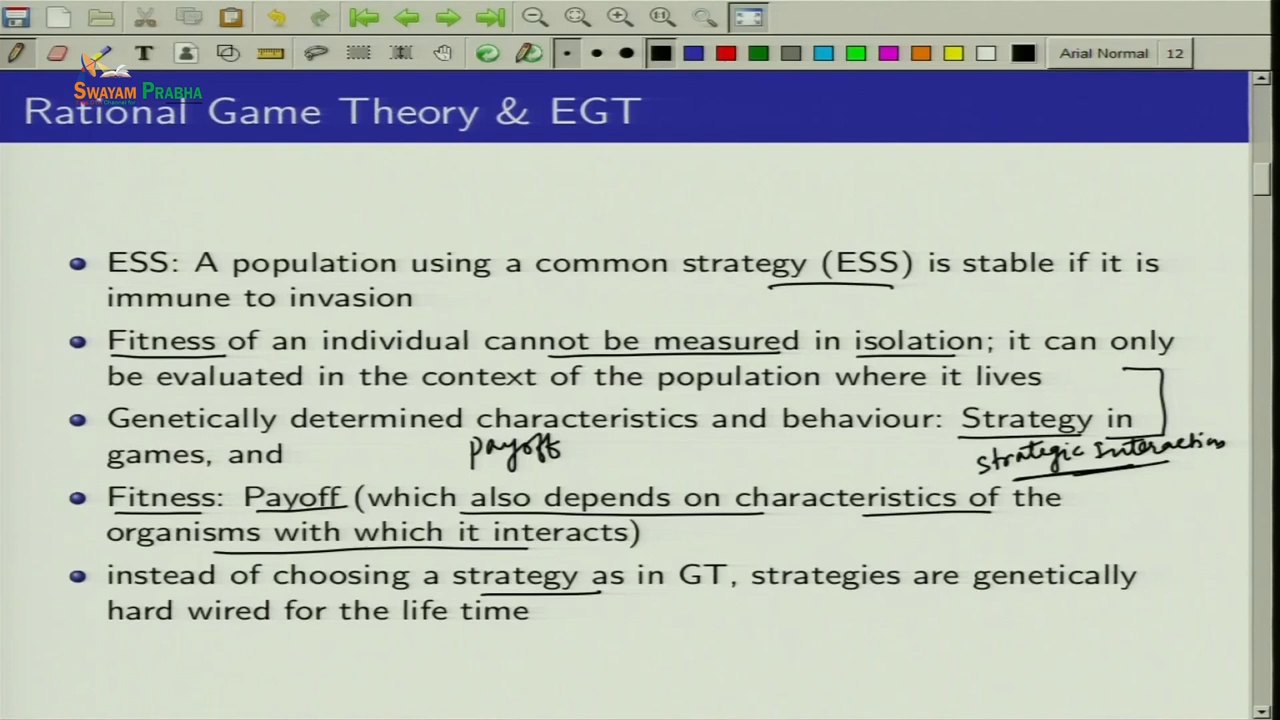 Arial Normal 12
SWAYAM PRABHA
Rational Game Theory & EGT
ESS: A population using a common strategy (ESS) is stable if it is
immune to invasion
Fitness of an individual cannot be measured in isolation; it can only
be evaluated in the context of the population where it lives
Genetically determined characteristics and behaviour: Strategy in
games, and
payoff
strategic interaction
Fitness: Payoff (which also depends on characteristics of the
organisms with which it interacts)
instead of choosing a strategy as in GT, strategies are genetically
hard wired for the life time